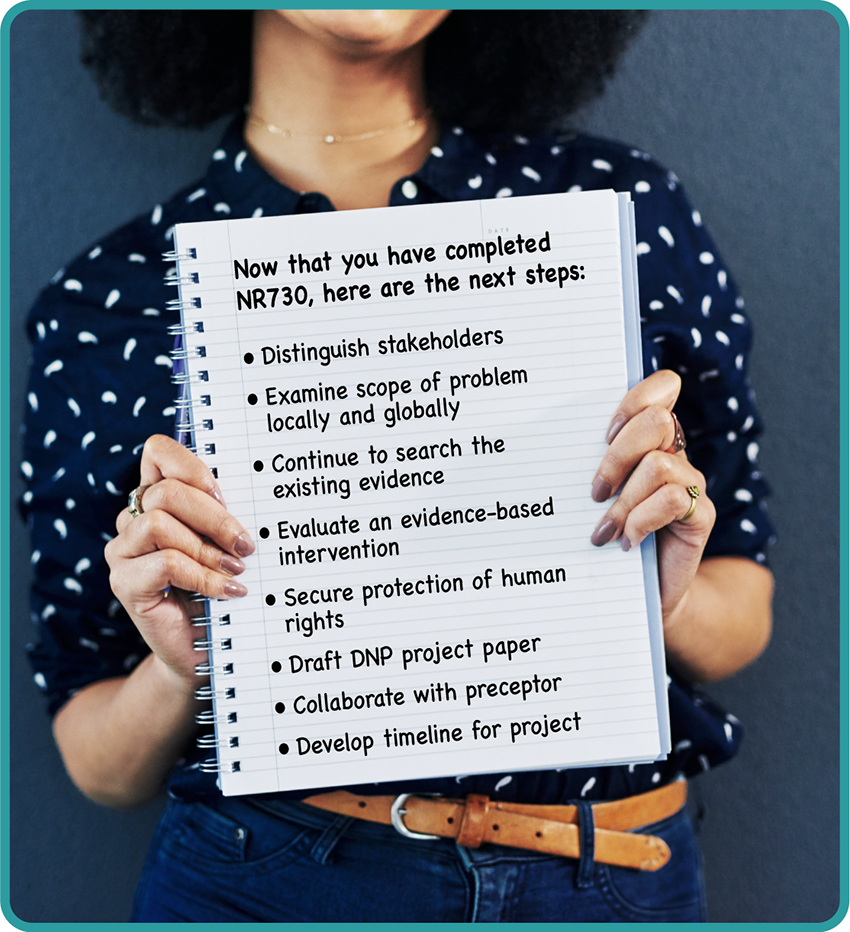 DATE
Now that you have completed
NR730, here are the next steps:
• Distinguish stakeholders
• Examine scope of problem
locally and globally
• Continue to search the
existing evidence
• Evaluate an evidence-based
intervention
• Secure protection of human
rights
• Draft DNP project paper
• Collaborate with preceptor
• Develop timeline for project